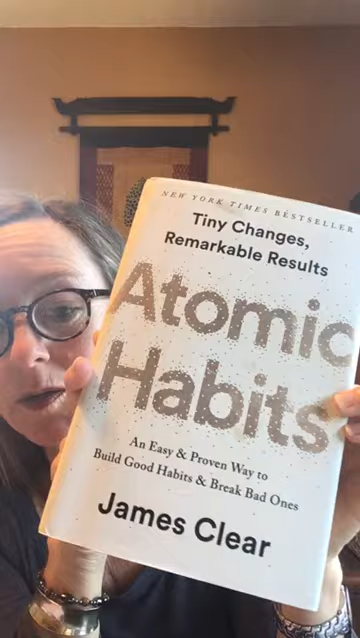 NEW YORK TIMES BESTSELLER
Tiny Changes,
Remarkable Results
Atomic
Habits
An Easy & Proven Way to
Build Good Habits & Break Bad Ones
James Clear